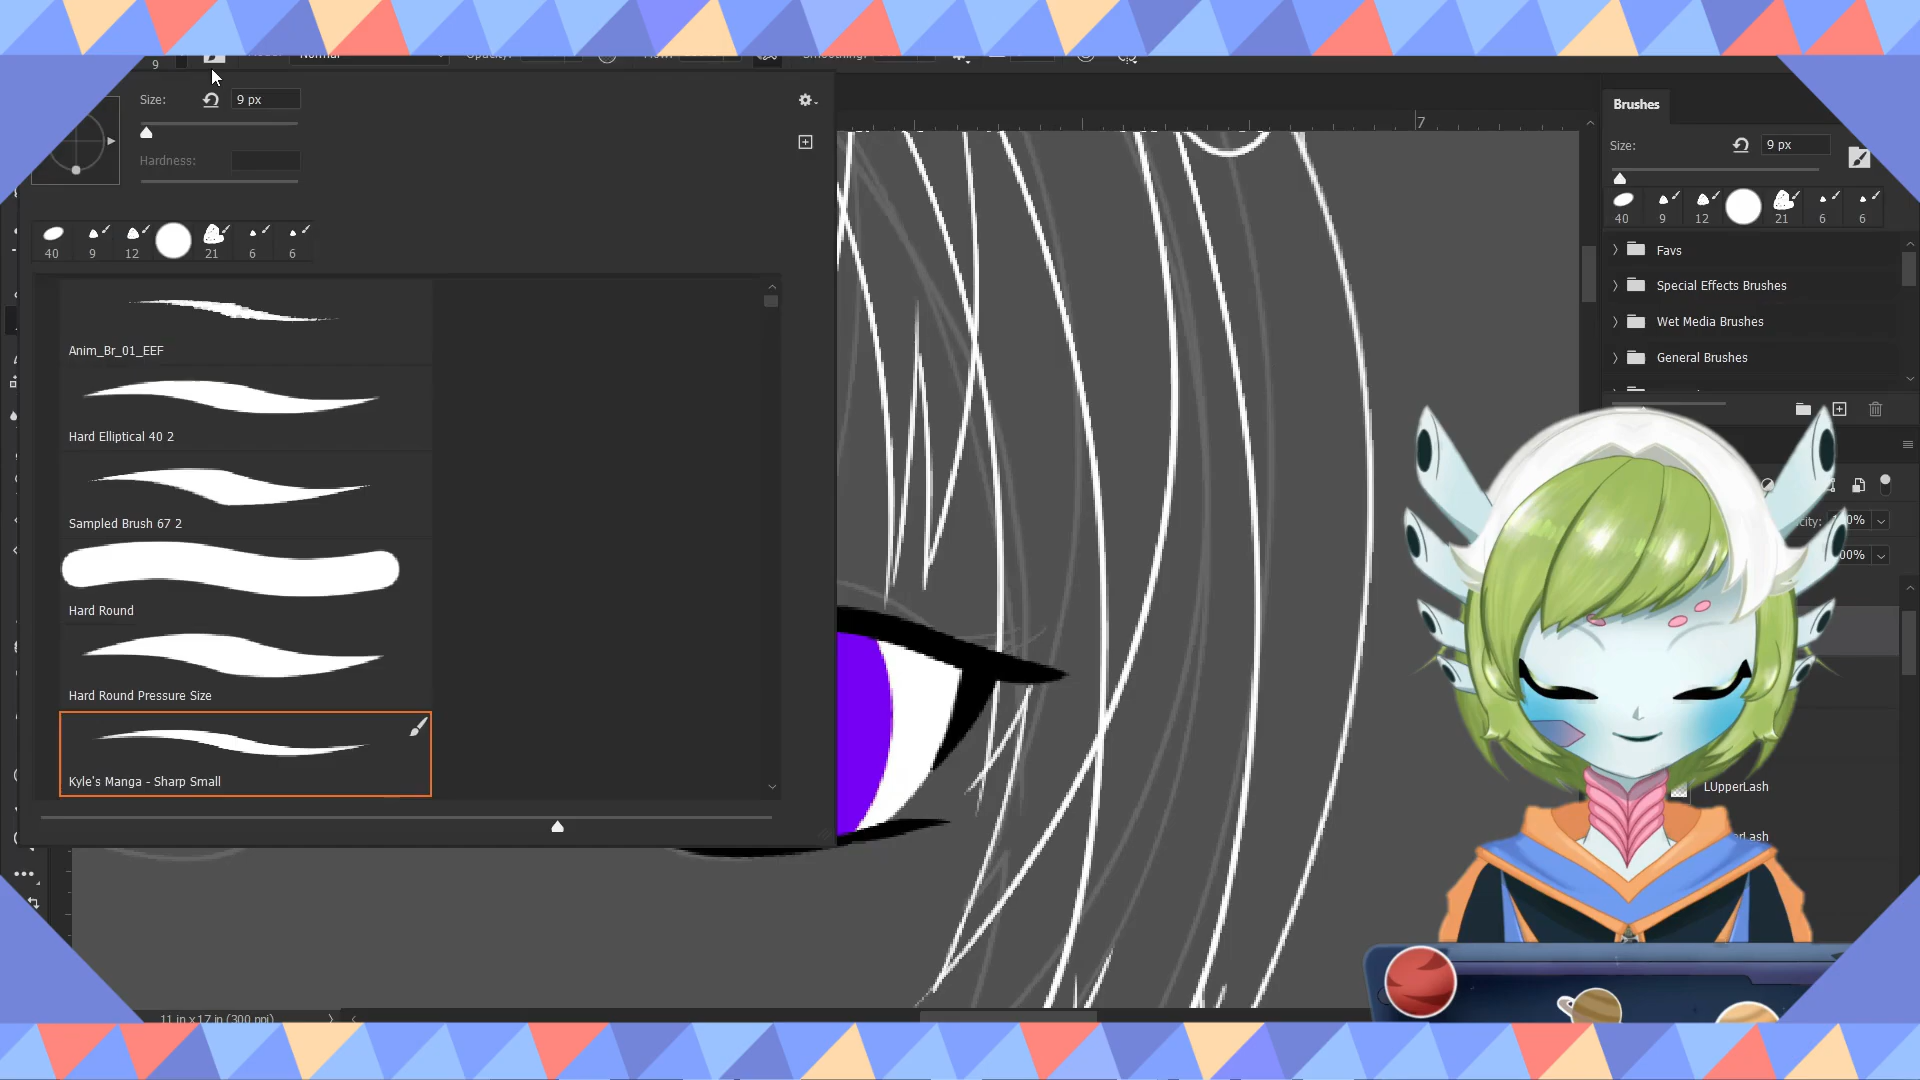 9
Size:
9 px
Hardness:
40
9
12
21
6
6
Anim_Br_01_EEF
Hard Elliptical 40 2
Sampled Brush 67 2
Hard Round
Hard Round Pressure Size
Kyle's Manga - Sharp Small
7
Brushes
Size:
9 px
40
9
12
21
6
6
Favs
Special Effects Brushes
Wet Media Brushes
General Brushes
LUpperLash
11 in x 17 in (300 ppi)